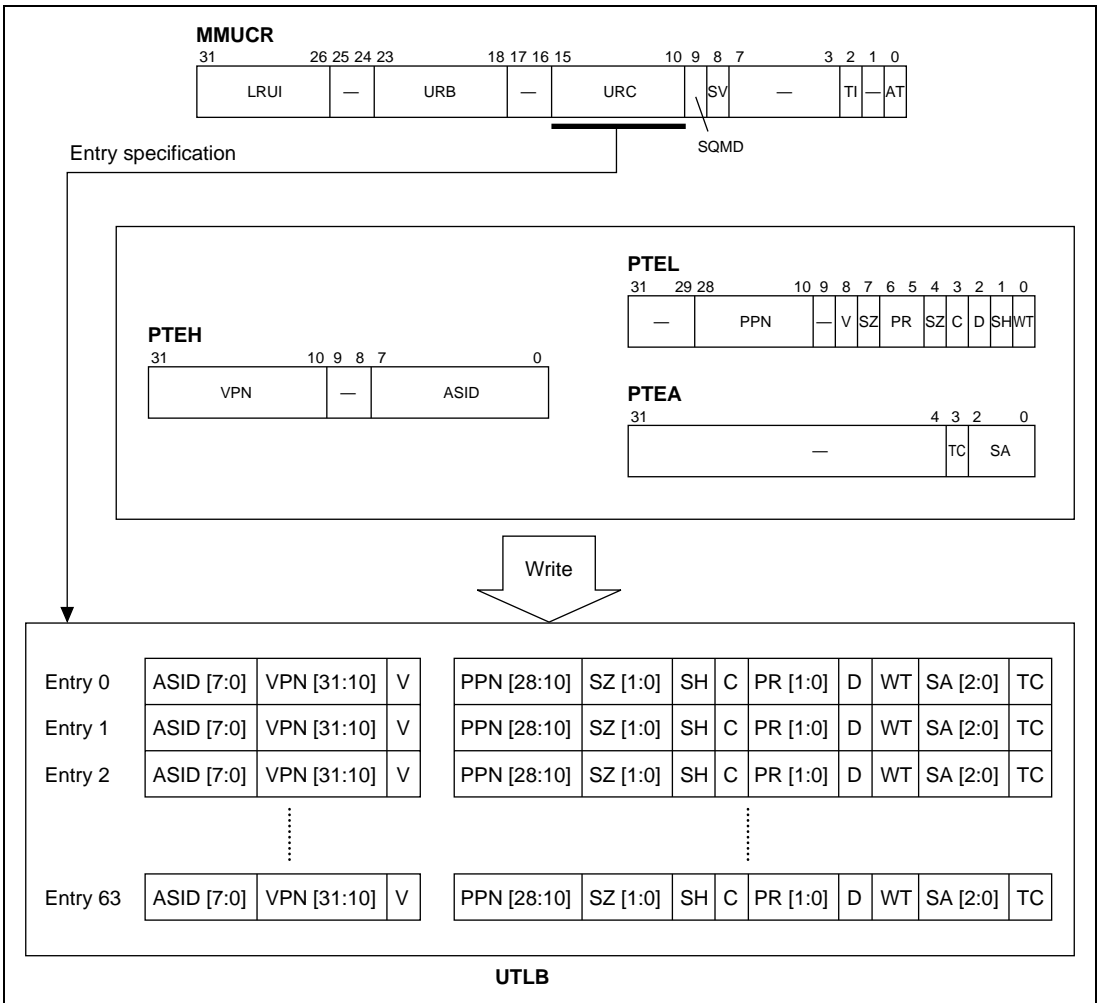 MMUCR
31 26 25 24 23 18 17 16 15 10 9 8 7 3 2 1 0
LRUI — URB — URC SV — TI — AT
SQMD
Entry specification
PTEL
31 29 28 10 9 8 7 6 5 4 3 2 1 0
— PPN — V SZ PR SZ C D SH WT
PTEH
31 10 9 8 7 0
VPN — ASID
PTEA
31 4 3 2 0
— TC SA
Write
Entry 0 ASID [7:0] VPN [31:10] V PPN [28:10] SZ [1:0] SH C PR [1:0] D WT SA [2:0] TC
Entry 1 ASID [7:0] VPN [31:10] V PPN [28:10] SZ [1:0] SH C PR [1:0] D WT SA [2:0] TC
Entry 2 ASID [7:0] VPN [31:10] V PPN [28:10] SZ [1:0] SH C PR [1:0] D WT SA [2:0] TC
Entry 63 ASID [7:0] VPN [31:10] V PPN [28:10] SZ [1:0] SH C PR [1:0] D WT SA [2:0] TC
UTLB